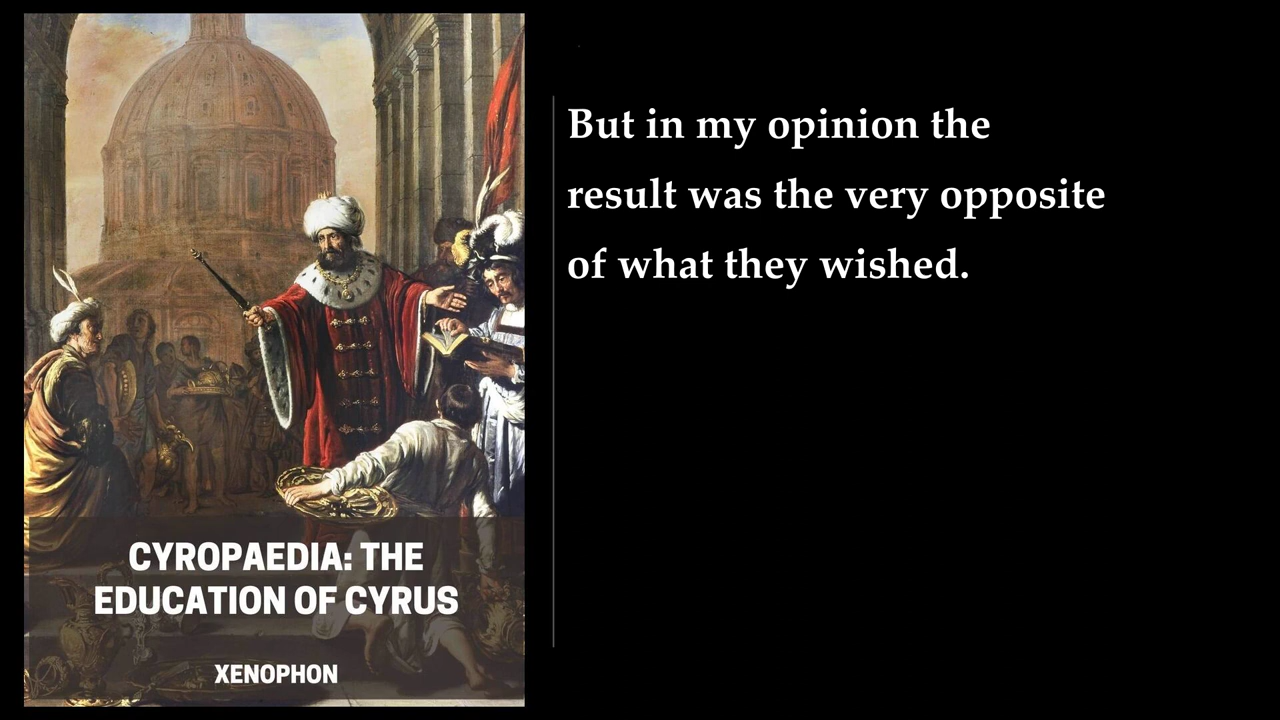 But in my opinion the
result was the very opposite
of what they wished.
CYROPAEDIA: THE
EDUCATION OF CYRUS
XENOPHON